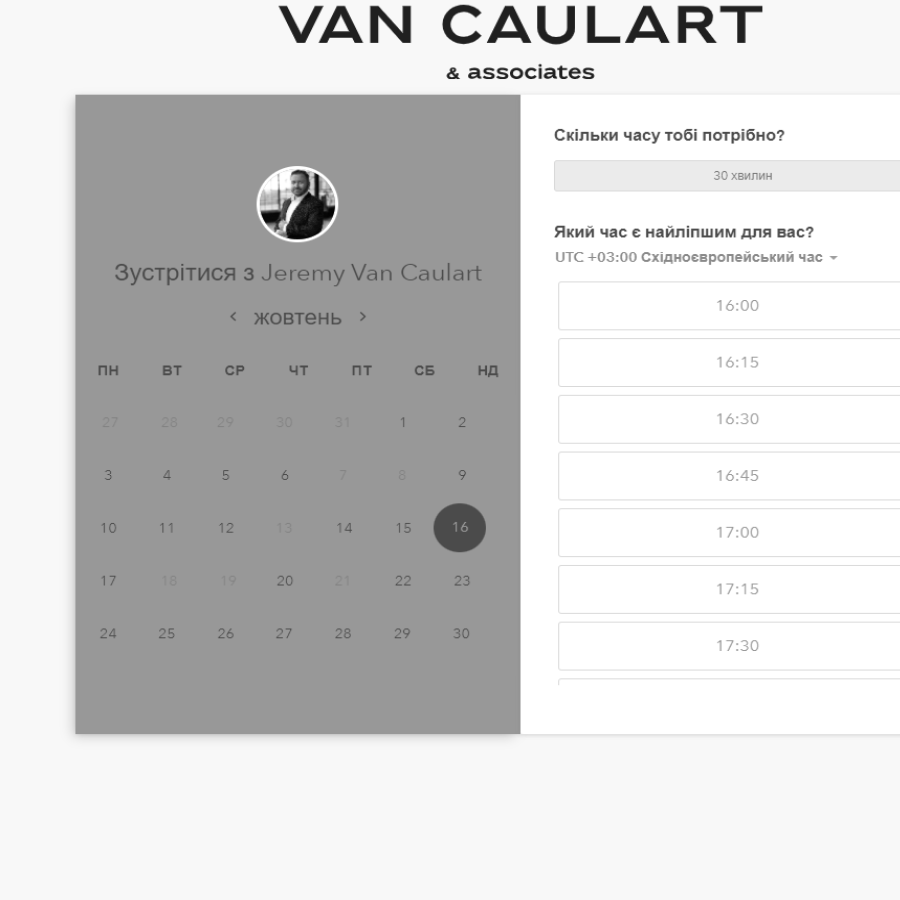 VAN CAULART
& associates
Зустрітися з Jeremy Van Caulart
жовтень
ПН ВТ СР ЧТ ПТ СБ НД
27 28 29 30 31 1 2
3 4 5 6 7 8 9
10 11 12 13 14 15 16
17 18 19 20 21 22 23
24 25 26 27 28 29 30
Скільки часу тобі потрібно?
30 хвилин
Який час є найліпшим для вас?
UTC +03:00 Східноєвропейський час
16:00
16:15
16:30
16:45
17:00
17:15
17:30